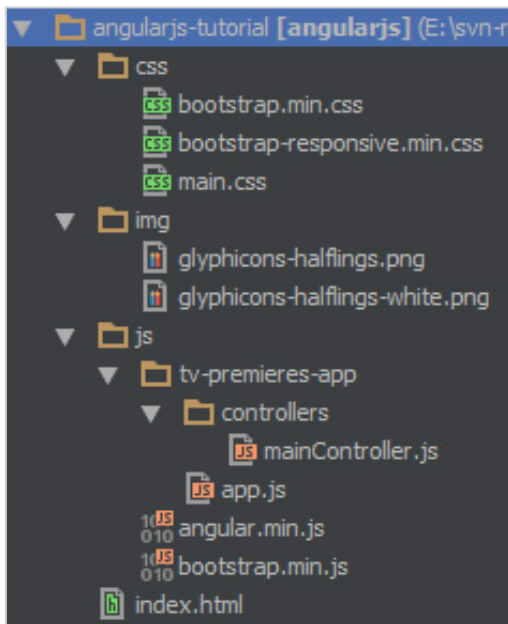 angularjs-tutorial [angularjs] (E:\svn-r
css
bootstrap.min.css
bootstrap-responsive.min.css
main.css
img
glyphicons-halflings.png
glyphicons-halflings-white.png
js
tv-premieres-app
controllers
mainController.js
app.js
angular.min.js
bootstrap.min.js
index.html